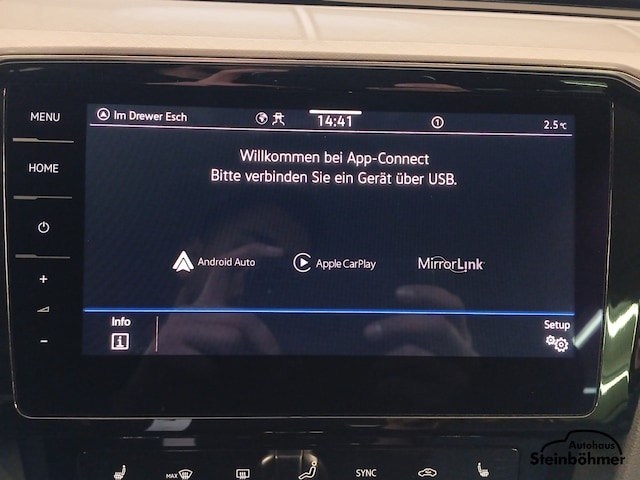 MENU
HOME
+
-
Im Drewer Esch
14:41
1
2.5°C
Willkommen bei App-Connect
Bitte verbinden Sie ein Gerät über USB.
Android Auto
Apple CarPlay
MirrorLink
Info
i
Setup
MAX
SYNC
Autohaus
Steinböhmer